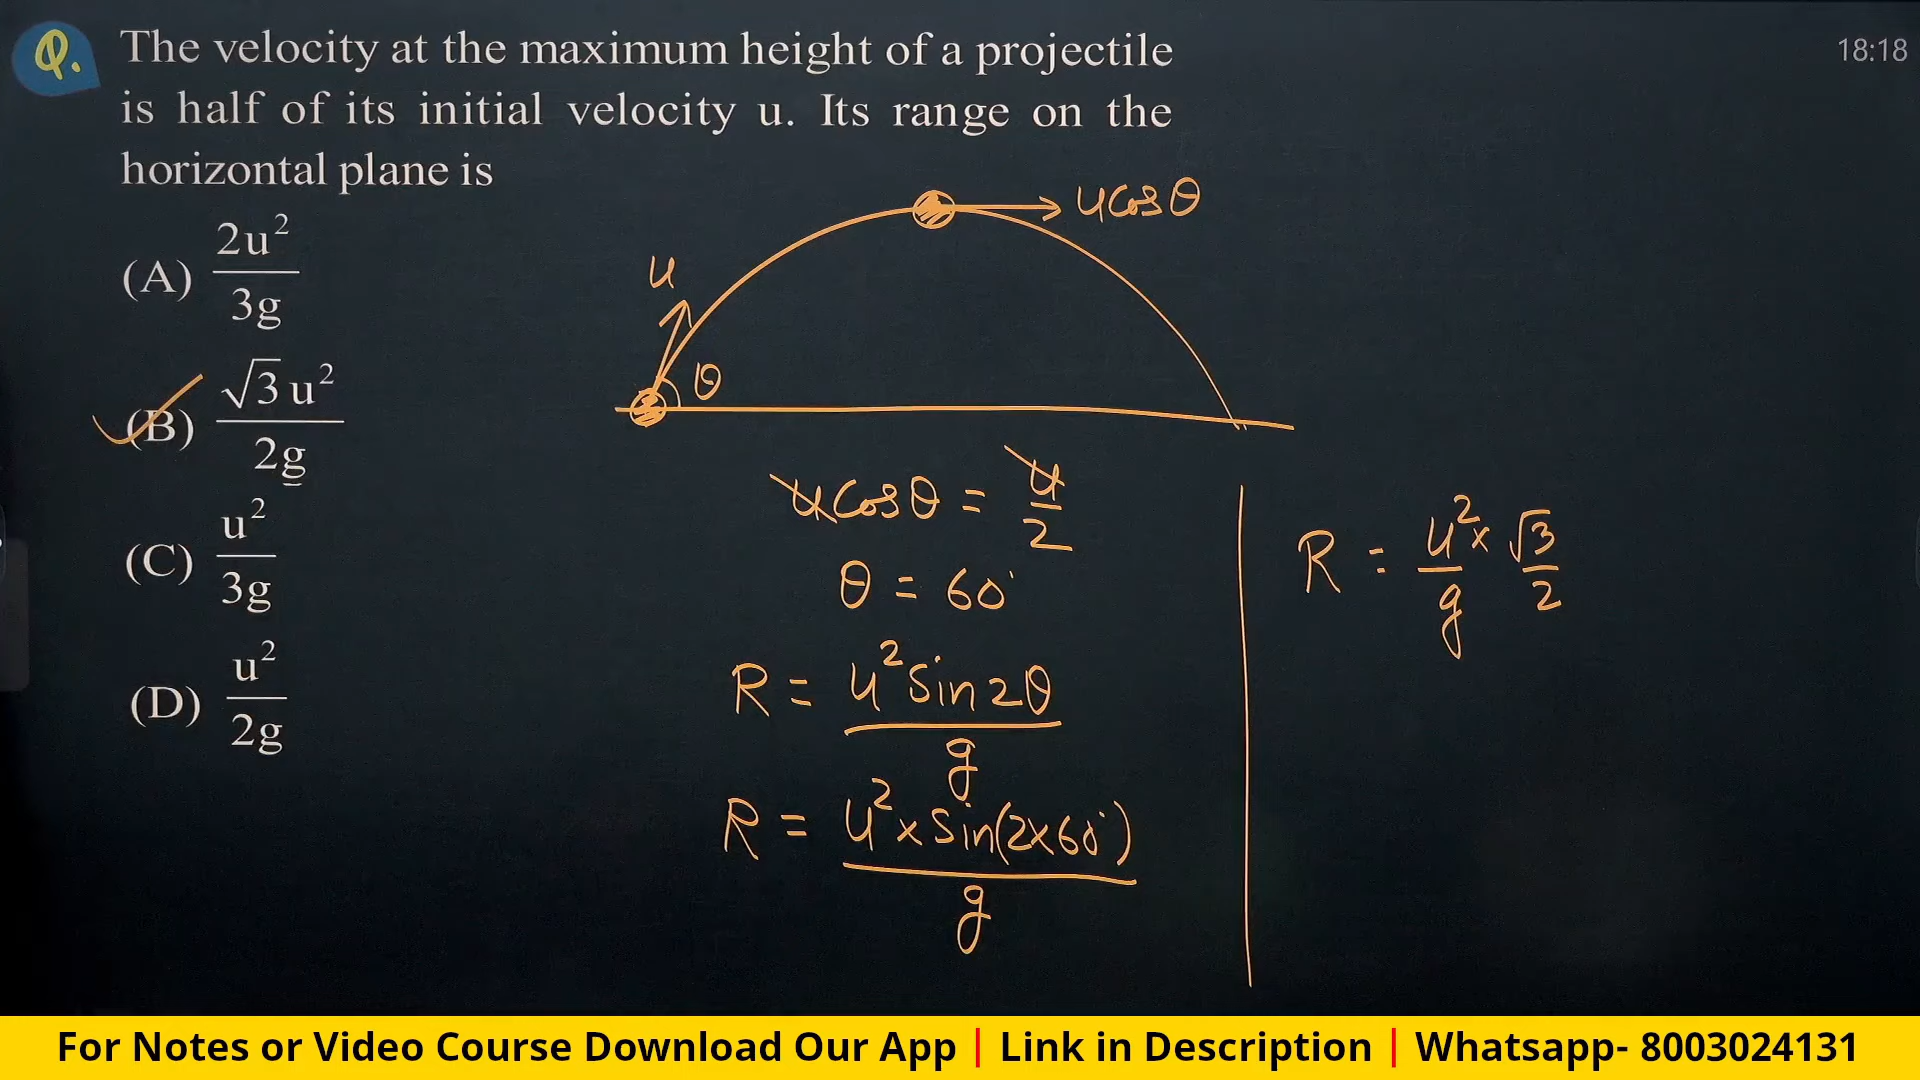 Q. The velocity at the maximum height of a projectile
is half of its initial velocity u. Its range on the
horizontal plane is
18:18
(A) 2u²/3g
(B) √3u²/2g
(C) u²/3g
(D) u²/2g
u
θ
ucosθ
ucosθ = u/2
θ = 60°
R = u²sin2θ/g
R = u²×sin(2×60°)/g
R = u²/g × √3/2
For Notes or Video Course Download Our App | Link in Description | Whatsapp- 8003024131